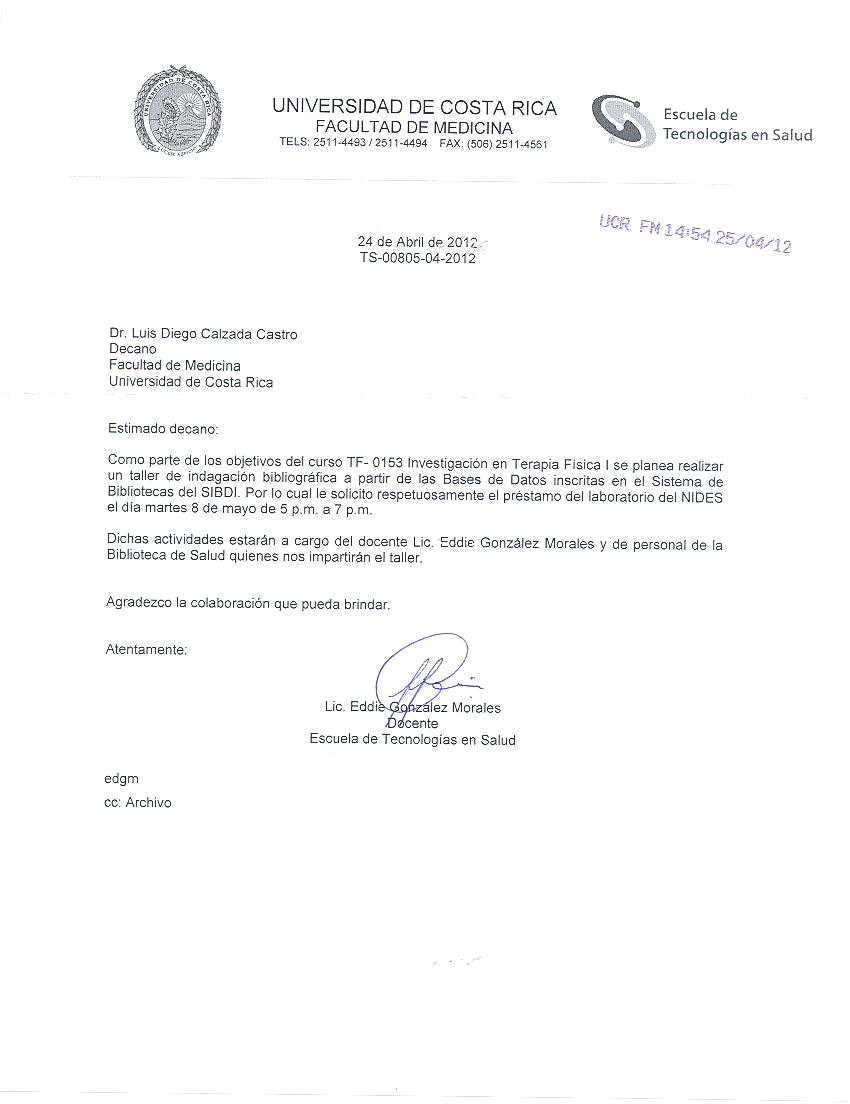 UNIVERSIDAD DE COSTA RICA
FACULTAD DE MEDICINA
TELS: 2511-4493 / 2511-4494 FAX: (506) 2511-4561
UNIVERSIDAD DE COSTA RICA
Escuela de
Tecnologías en Salud
UCR FM 14:54 25/04/12
24 de Abril de 2012
TS-00805-04-2012
Dr. Luis Diego Calzada Castro
Decano
Facultad de Medicina
Universidad de Costa Rica
Estimado decano:
Como parte de los objetivos del curso TF- 0153 Investigación en Terapia Física I se planea realizar
un taller de indagación bibliográfica a partir de las Bases de Datos inscritas en el Sistema de
Bibliotecas del SIBDI. Por lo cual le solicito respetuosamente el préstamo del laboratorio del NIDES
el día martes 8 de mayo de 5 p.m. a 7 p.m.
Dichas actividades estarán a cargo del docente Lic. Eddie González Morales y de personal de la
Biblioteca de Salud quienes nos impartirán el taller.
Agradezco la colaboración que pueda brindar.
Atentamente:
Lic. Eddie González Morales
Docente
Escuela de Tecnologías en Salud
edgm
cc: Archivo